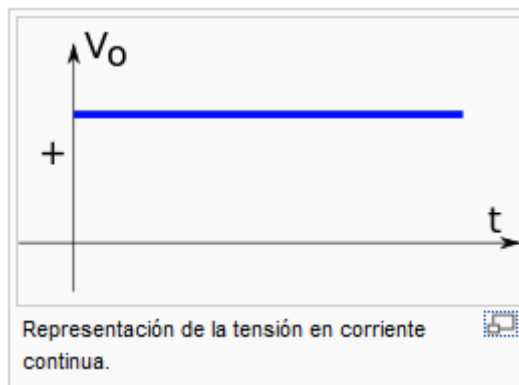 Vo
+
t
Representación de la tensión en corriente
continua.